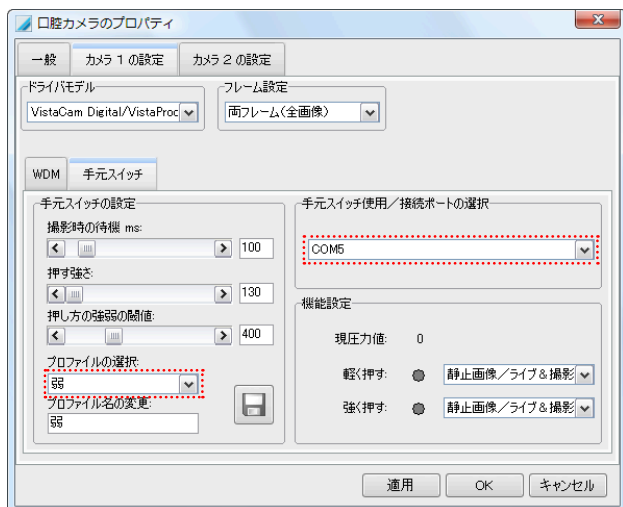 口腔カメラのプロパティ
一般 カメラ１の設定 カメラ２の設定
ドライバモデル フレーム設定
VistaCam Digital/VistaProc 両フレーム(全画像)
WDM 手元スイッチ
手元スイッチの設定 手元スイッチ使用／接続ポートの選択
撮影時の待機 ms:
100 COM5
押す強さ:
130
押し方の強弱の閾値:
400
機能設定
現圧力値: 0
プロファイルの選択:
弱
軽く押す: 静止画像／ライブ＆撮影
プロファイル名の変更:
弱
強く押す: 静止画像／ライブ＆撮影
適用 OK キャンセル